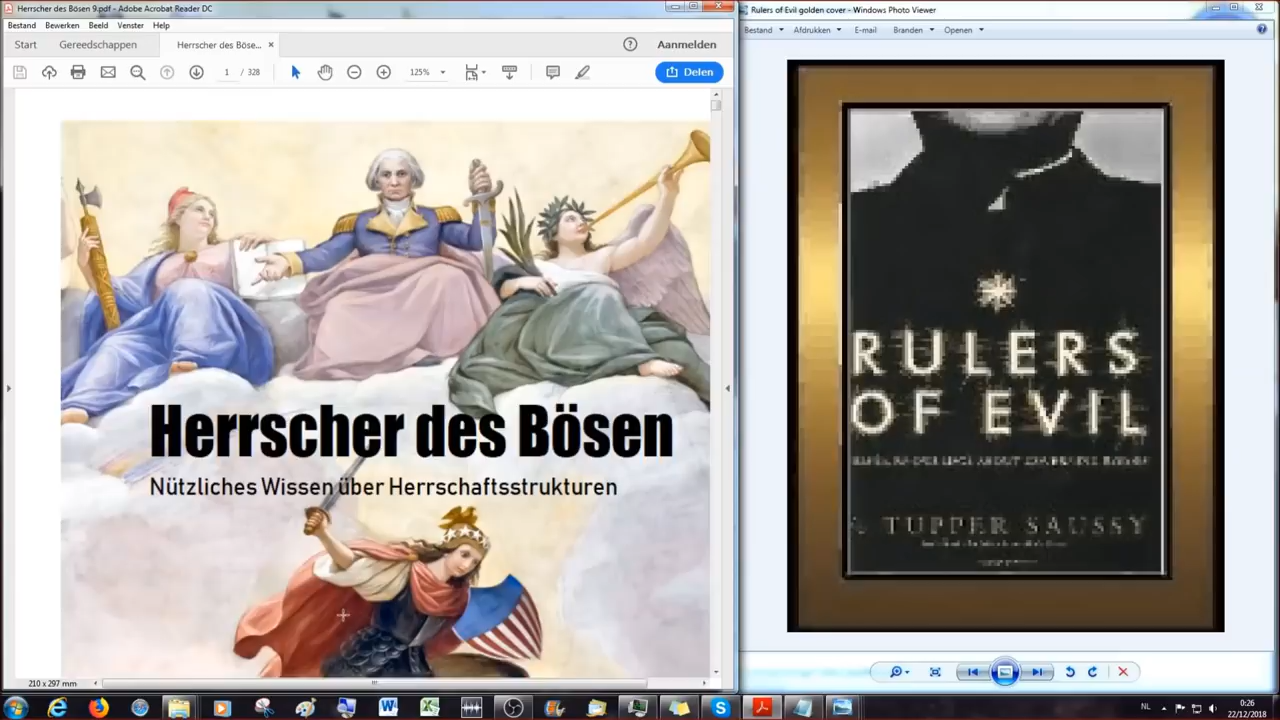 Herrscher des Bösen 9.pdf - Adobe Acrobat Reader DC
Bestand Bewerken Beeld Venster Help
Start Gereedschappen Herrscher des Böse... × ? Aanmelden
1 / 328 125% Delen
Herrscher des Bösen
Nützliches Wissen über Herrschaftsstrukturen
210 x 297 mm
Rulers of Evil golden cover - Windows Photo Viewer
Bestand Afdrukken E-mail Branden Openen
RULERS
OF EVIL
TUPPER SAUSSY
NL 0:26
22/12/2018